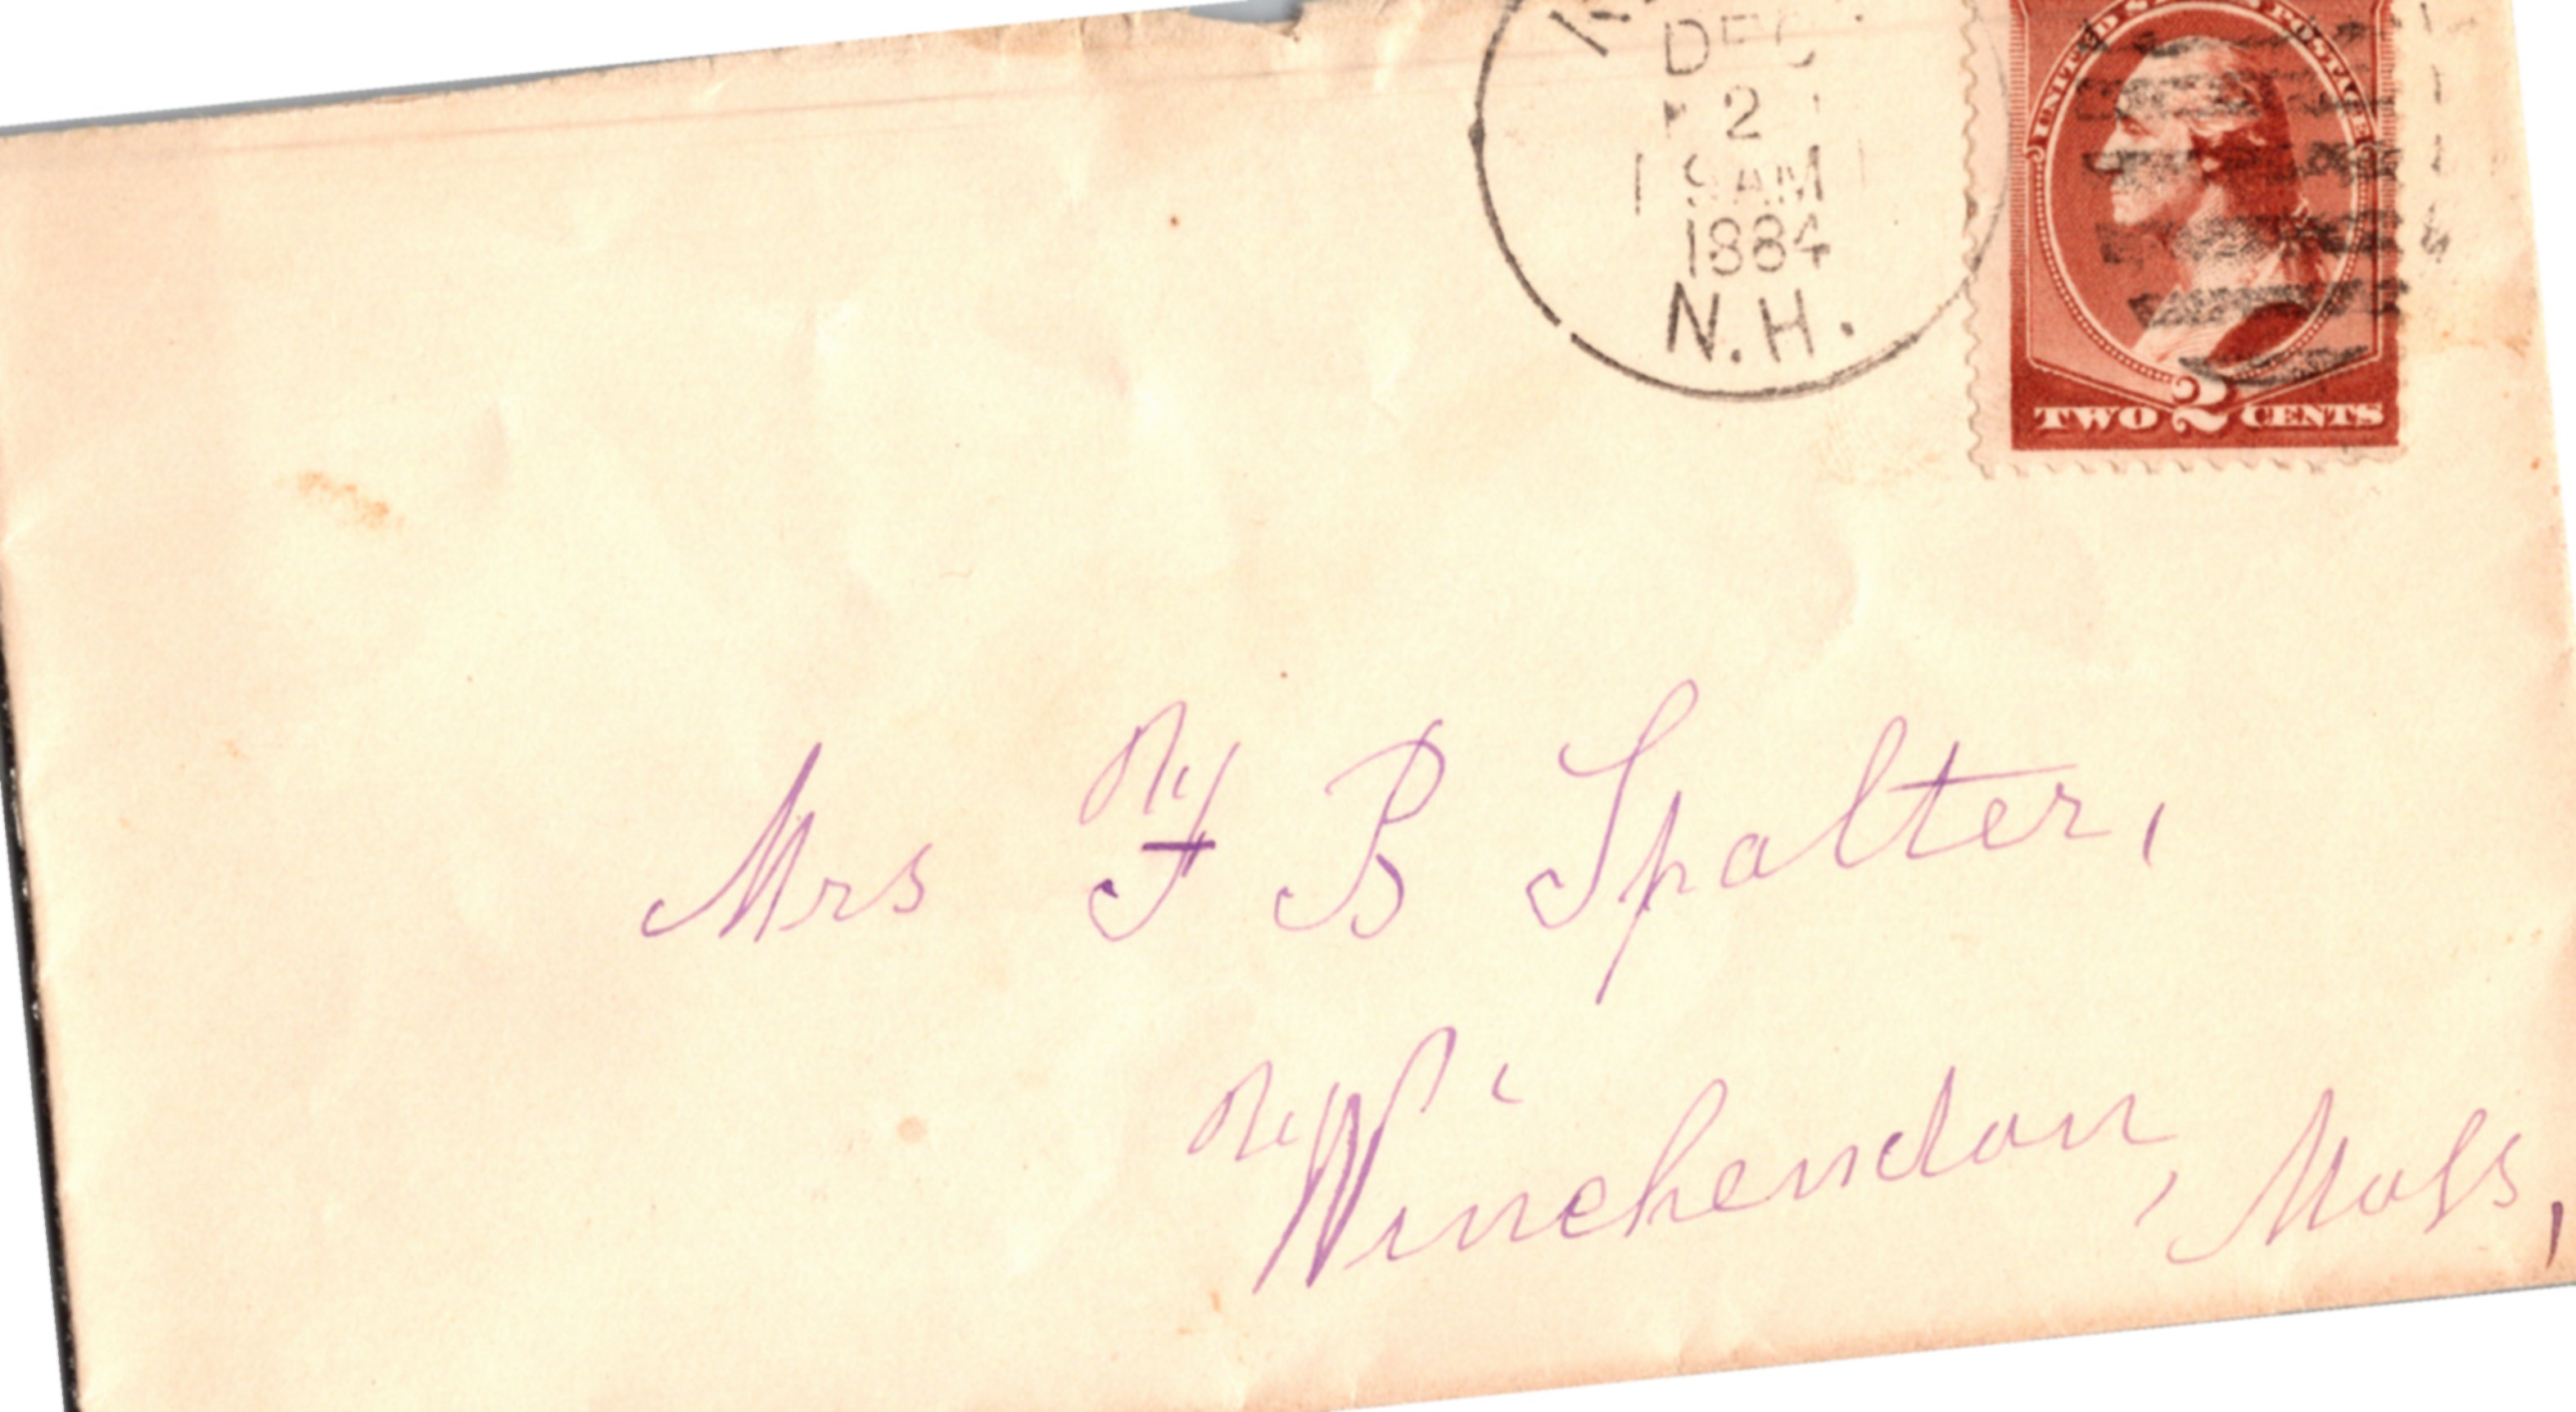 DEC
2
9 AM
1884
N.H.
UNITED STATES POSTAGE
TWO 2 CENTS
Mrs F B Spalter,
Winchendon, Mass,